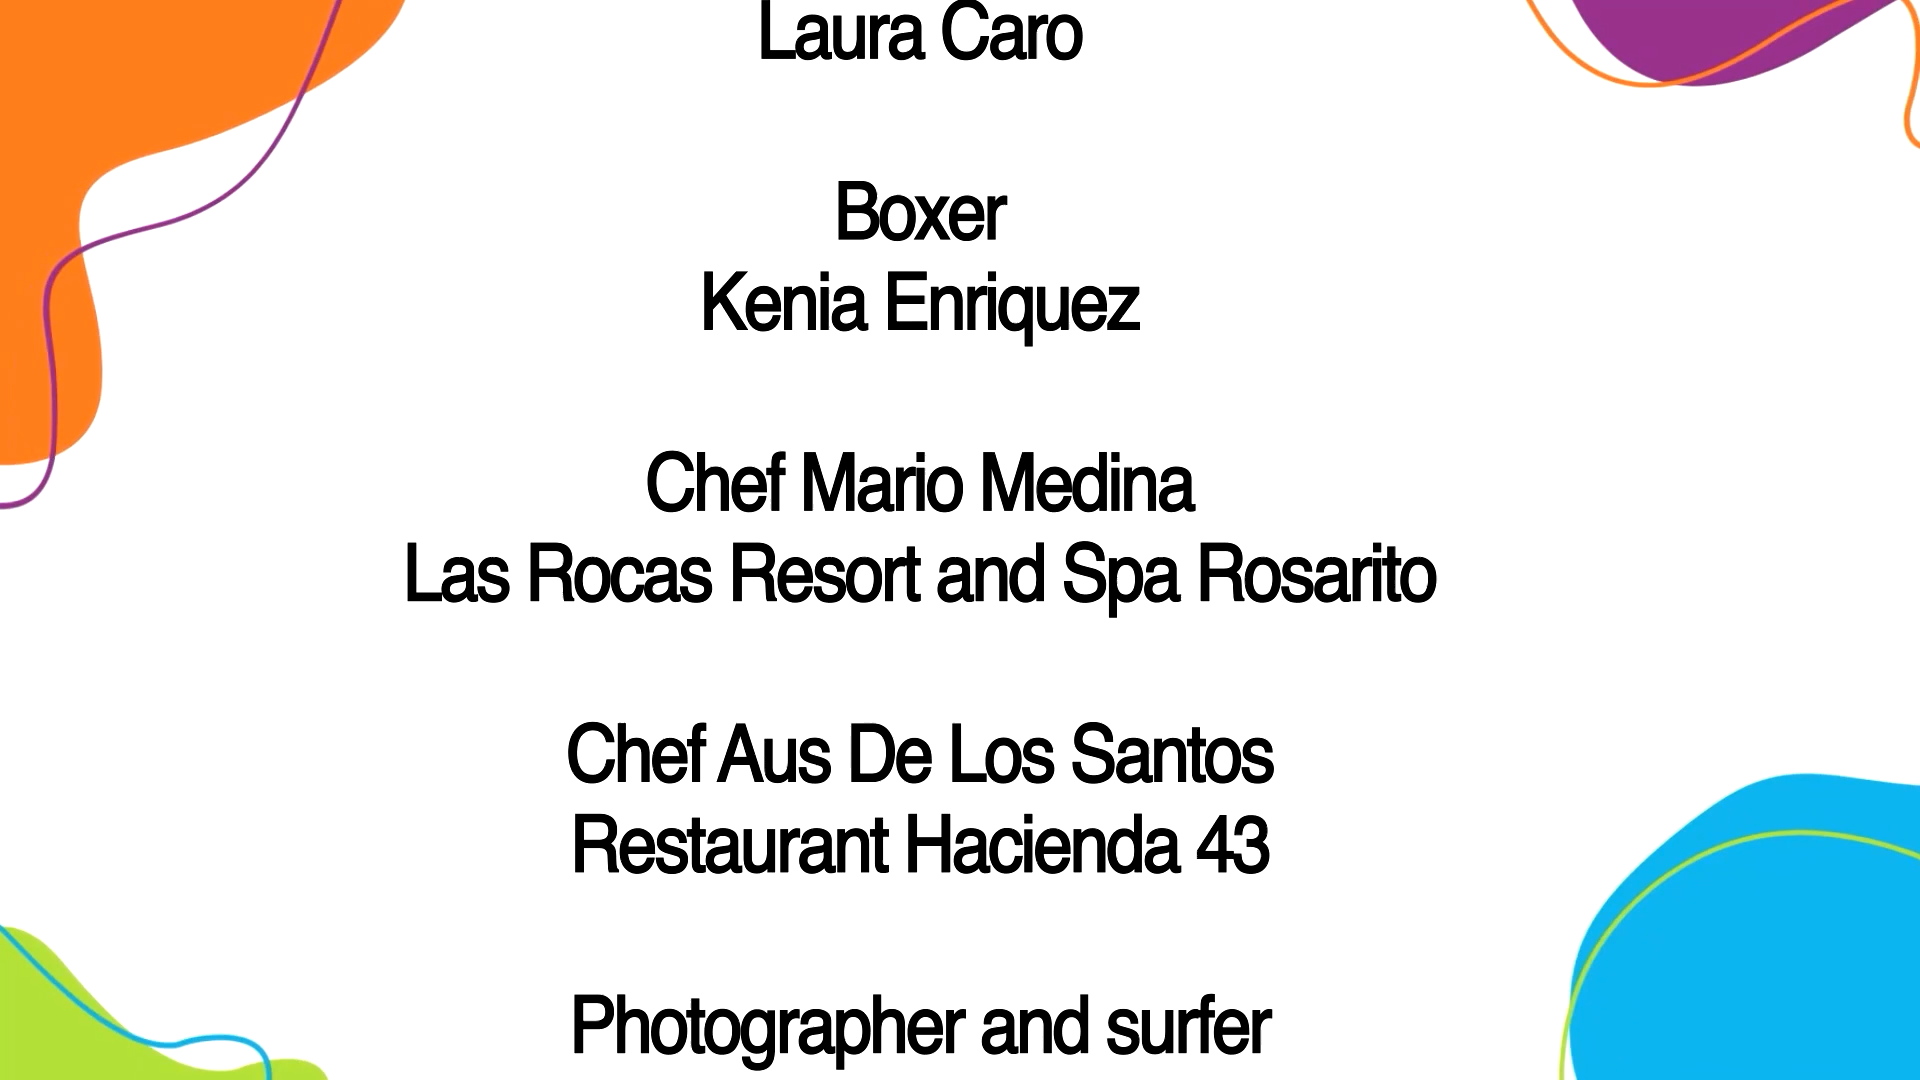 Laura Caro
Boxer
Kenia Enriquez
Chef Mario Medina
Las Rocas Resort and Spa Rosarito
Chef Aus De Los Santos
Restaurant Hacienda 43
Photographer and surfer